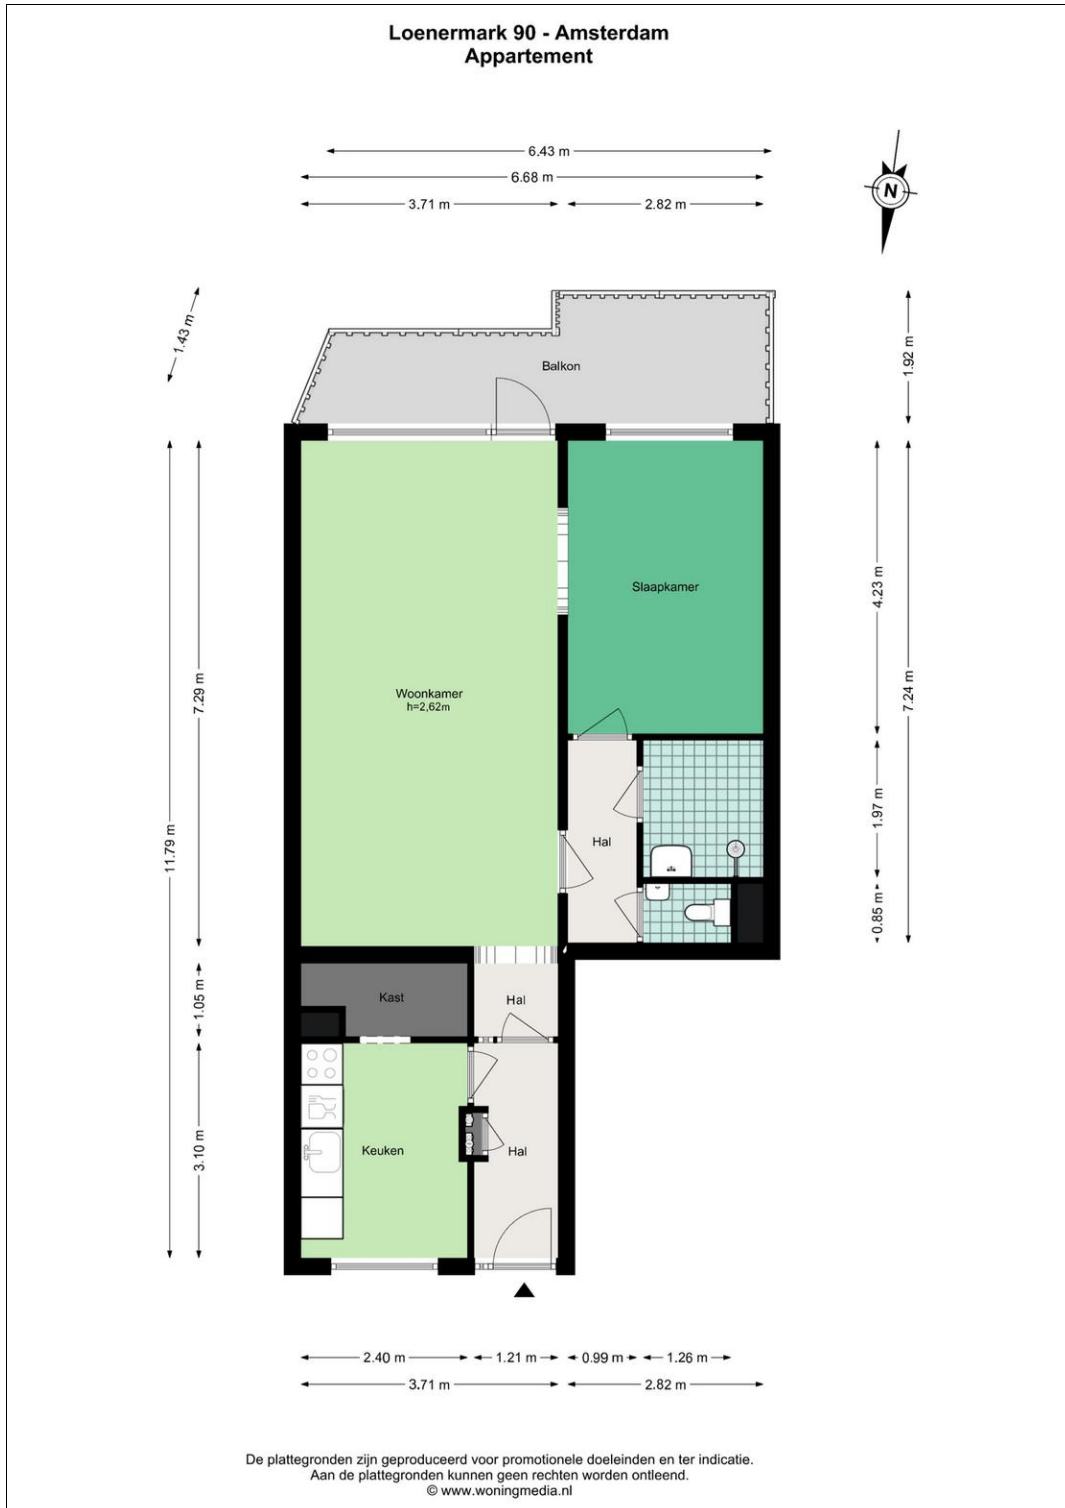 Loenermark 90 - Amsterdam
Appartement
6.43 m
6.68 m
3.71 m
2.82 m
N
1.43 m
1.92 m
Balkon
11.79 m
7.29 m
4.23 m
7.24 m
Slaapkamer
Woonkamer
h=2,62m
Hal
1.97 m
0.85 m
1.05 m
Kast
Hal
3.10 m
Keuken
Hal
2.40 m
1.21 m
0.99 m
1.26 m
3.71 m
2.82 m
De plattegronden zijn geproduceerd voor promotionele doeleinden en ter indicatie.
Aan de plattegronden kunnen geen rechten worden ontleend.
© www.woningmedia.nl